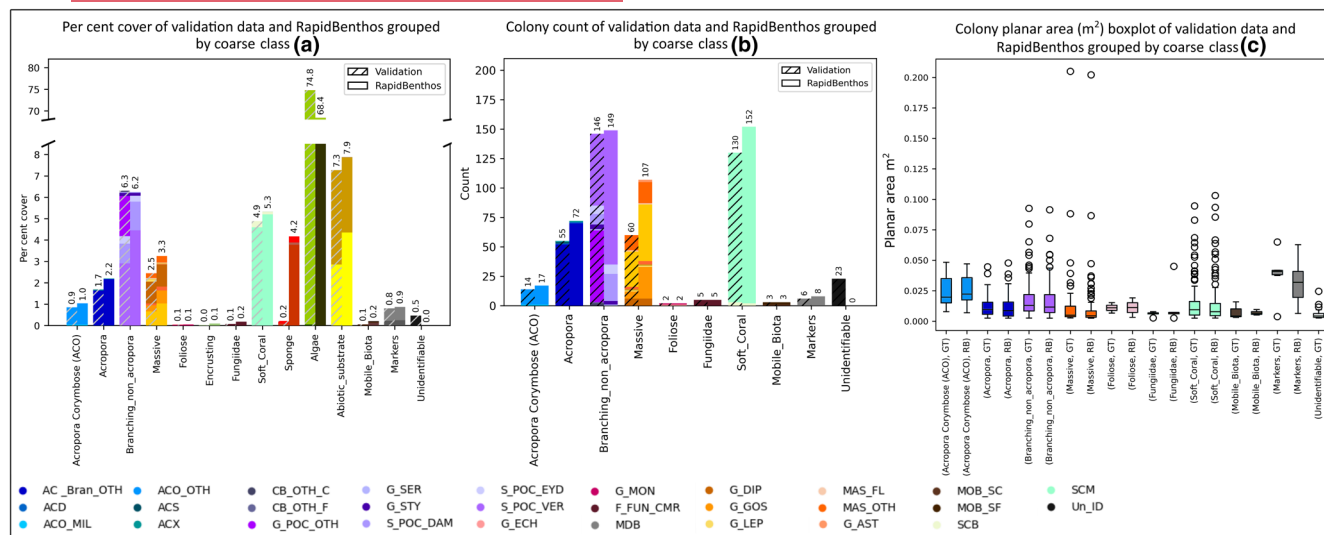 Per cent cover of validation data and RapidBenthos grouped
by coarse class (a)
80
75
70
8
7
6
5
4
3
2
1
0
Per cent cover
Validation
RapidBenthos
0.9
1.0
1.7
2.2
6.3
6.2
2.5
3.3
0.1
0.1
0.0
0.1
0.1
0.2
4.9
5.3
0.2
4.2
74.8
68.4
7.3
7.9
0.1
0.2
0.8
0.9
0.5
0.0
Acropora Corymbose (ACO)
Acropora
Branching_non_acropora
Massive
Foliose
Encrusting
Fungiidae
Soft_Coral
Sponge
Algae
Abiotic_substrate
Mobile_Biota
Markers
Unidentifiable
Colony count of validation data and RapidBenthos grouped
by coarse class (b)
200
175
150
125
100
75
50
25
0
Count
Validation
RapidBenthos
14
17
55
72
146
149
60
107
2
2
5
5
130
152
3
3
6
8
23
0
Acropora Corymbose (ACO)
Acropora
Branching_non_acropora
Massive
Foliose
Fungiidae
Soft_Coral
Mobile_Biota
Markers
Unidentifiable
Colony planar area (m²) boxplot of validation data and
RapidBenthos grouped by coarse class (c)
0.200
0.175
0.150
0.125
0.100
0.075
0.050
0.025
0.000
Planar area m²
(Acropora Corymbose (ACO), GT)
(Acropora Corymbose (ACO), RB)
(Acropora, GT)
(Acropora, RB)
(Branching_non_acropora, GT)
(Branching_non_acropora, RB)
(Massive, GT)
(Massive, RB)
(Foliose, GT)
(Foliose, RB)
(Fungiidae, GT)
(Fungiidae, RB)
(Soft_Coral, GT)
(Soft_Coral, RB)
(Mobile_Biota, GT)
(Mobile_Biota, RB)
(Markers, GT)
(Markers, RB)
(Unidentifiable, GT)
AC _Bran_OTH
ACO_OTH
CB_OTH_C
G_SER
S_POC_EYD
G_MON
G_DIP
MAS_FL
MOB_SC
SCM
ACD
ACS
CB_OTH_F
G_STY
S_POC_VER
F_FUN_CMR
G_GOS
MAS_OTH
MOB_SF
Un_ID
ACO_MIL
ACX
G_POC_OTH
S_POC_DAM
G_ECH
MDB
G_LEP
G_AST
SCB